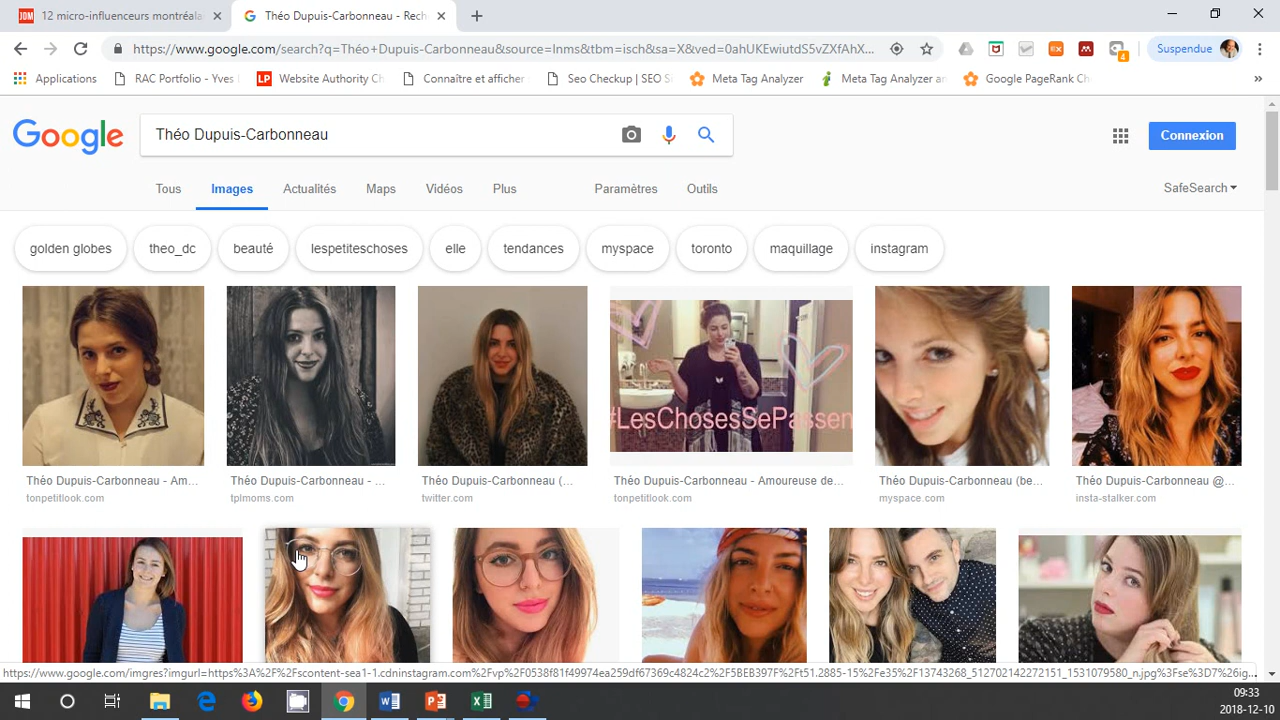 JDM 12 micro-influenceurs montréala
Théo Dupuis-Carbonneau - Rech
https://www.google.com/search?q=Théo+Dupuis-Carbonneau&source=lnms&tbm=isch&sa=X&ved=0ahUKEwiutdS5vZXfAhX...
4
Suspendue
Applications
RAC Portfolio - Yves
LP Website Authority Ch
Connaître et afficher
Seo Checkup | SEO S
Meta Tag Analyzer
Meta Tag Analyzer an
Google PageRank Ch
»
Google
Théo Dupuis-Carbonneau
Connexion
Tous Images Actualités Maps Vidéos Plus Paramètres Outils
SafeSearch
golden globes theo_dc beauté lespetiteschoses elle tendances myspace toronto maquillage instagram
#LesChosesSePassen
Théo Dupuis-Carbonneau - Am...
tonpetitlook.com
Théo Dupuis-Carbonneau - ...
tplmoms.com
Théo Dupuis-Carbonneau (...
twitter.com
Théo Dupuis-Carbonneau - Amoureuse de...
tonpetitlook.com
Théo Dupuis-Carbonneau (be...
myspace.com
Théo Dupuis-Carbonneau @...
insta-stalker.com
https://www.google.com/imgres?imgurl=https%3A%2F%2Fscontent-sea1-1.cdninstagram.com%2Fvp%2F0538f81f49974ea259df67369c4824c2%2F5BEB397F%2Ft51.2885-15%2Fe35%2F13743268_512702142272151_1531079580_n.jpg%3Fse%3D7%26ig...
09:33
2018-12-10